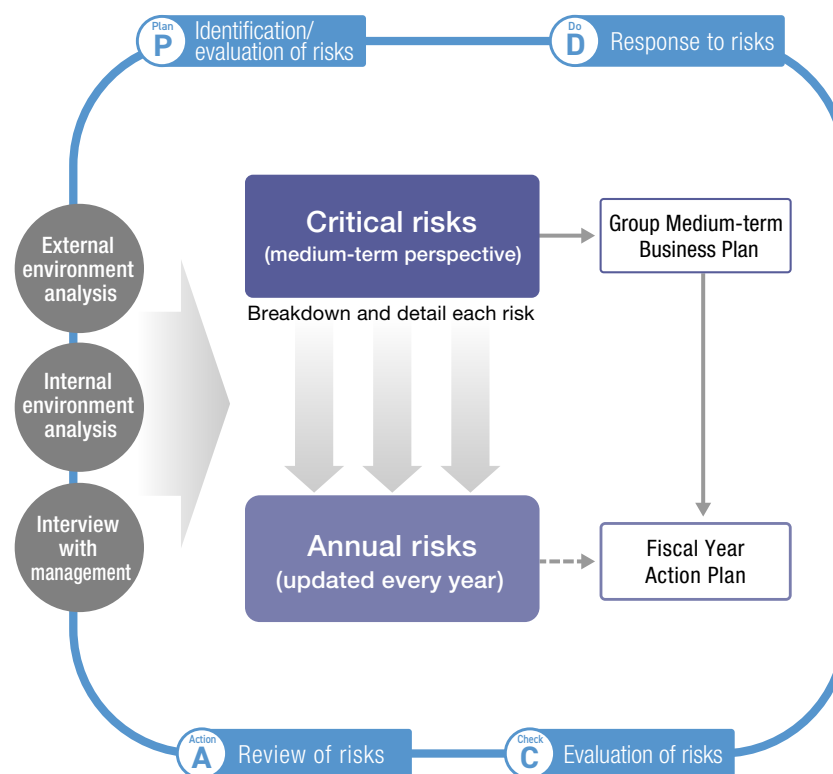 Plan
P
Identification/
evaluation of risks
Do
D
Response to risks
External
environment
analysis
Internal
environment
analysis
Interview
with
management
Critical risks
(medium-term perspective)
Breakdown and detail each risk
Annual risks
(updated every year)
Group Medium-term
Business Plan
Fiscal Year
Action Plan
Action
A
Review of risks
Check
C
Evaluation of risks